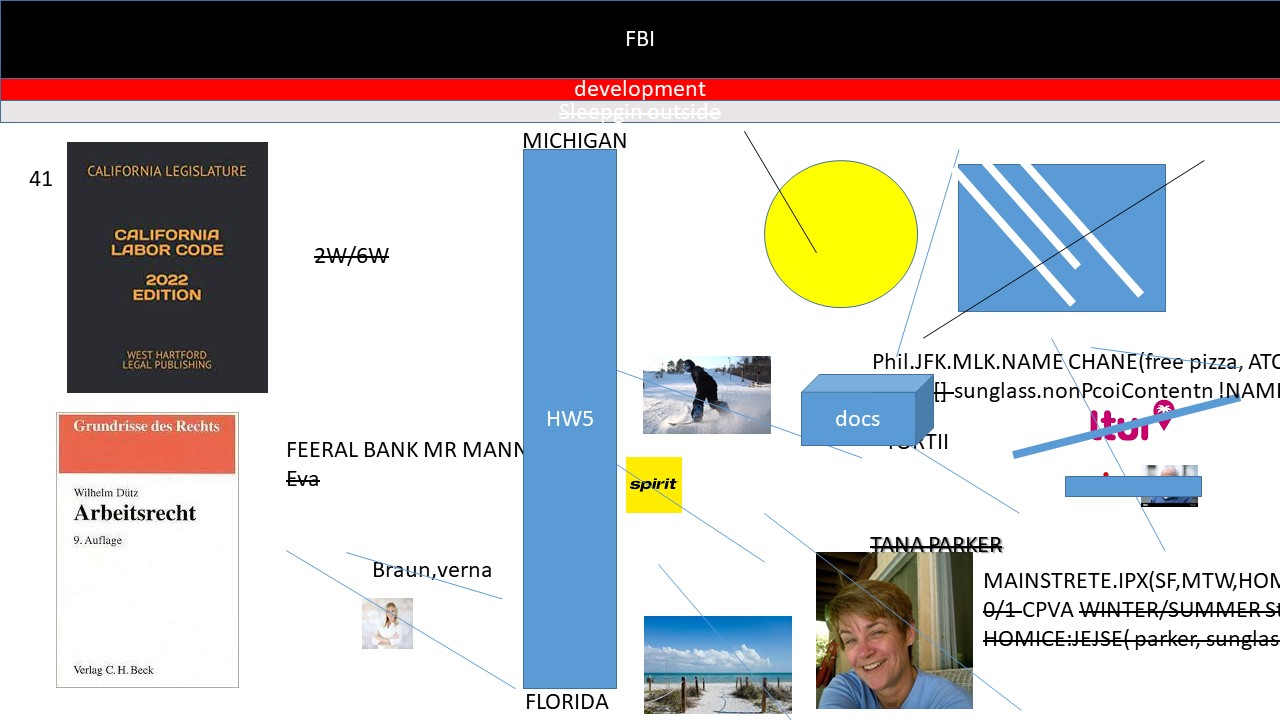 FBI
development
Sleepgin outside
MICHIGAN
41
CALIFORNIA LEGISLATURE
CALIFORNIA
LABOR CODE
2022
EDITION
WEST HARTFORD
LEGAL PUBLISHING
2W/6W
Phil.JFK.MLK.NAME CHANE(free pizza, ATC
[] sunglass.nonPcoiContentn !NAME
HW5
docs
Grundrisse des Rechts
Wilhelm Dütz
Arbeitsrecht
9. Auflage
Verlag C. H. Beck
FEERAL BANK MR MANN
Eva
spirit
Braun,verna
TANA PARKER
MAINSTRETE.IPX(SF,MTW,HOM
0/1 CPVA WINTER/SUMMER St
HOMICE:JEJSE( parker, sunglas
FLORIDA